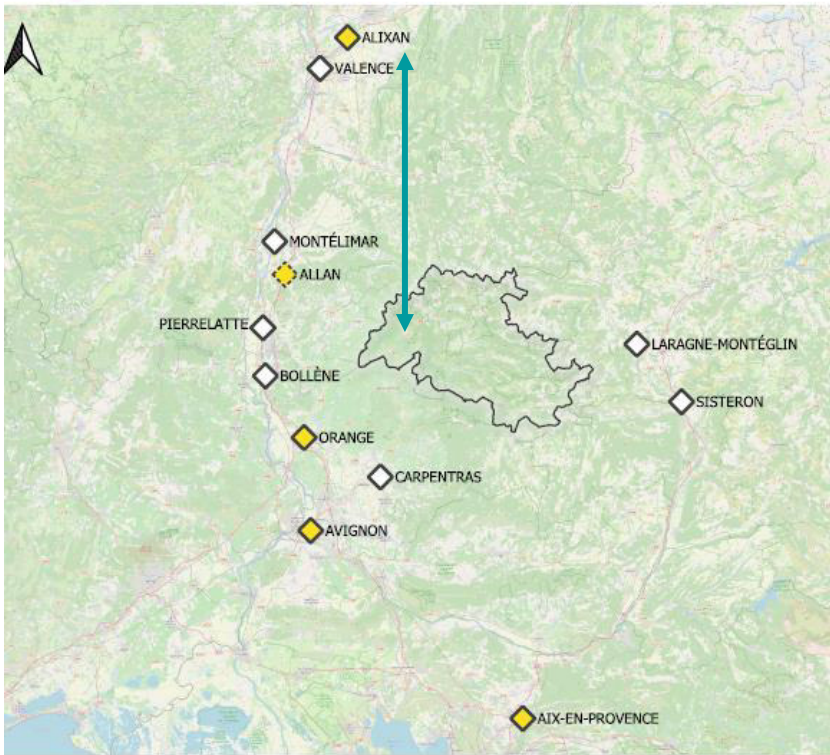 ALIXAN
VALENCE
MONTÉLIMAR
ALLAN
PIERRELATTE
LARAGNE-MONTÉGLIN
BOLLÈNE
SISTERON
ORANGE
CARPENTRAS
AVIGNON
AIX-EN-PROVENCE